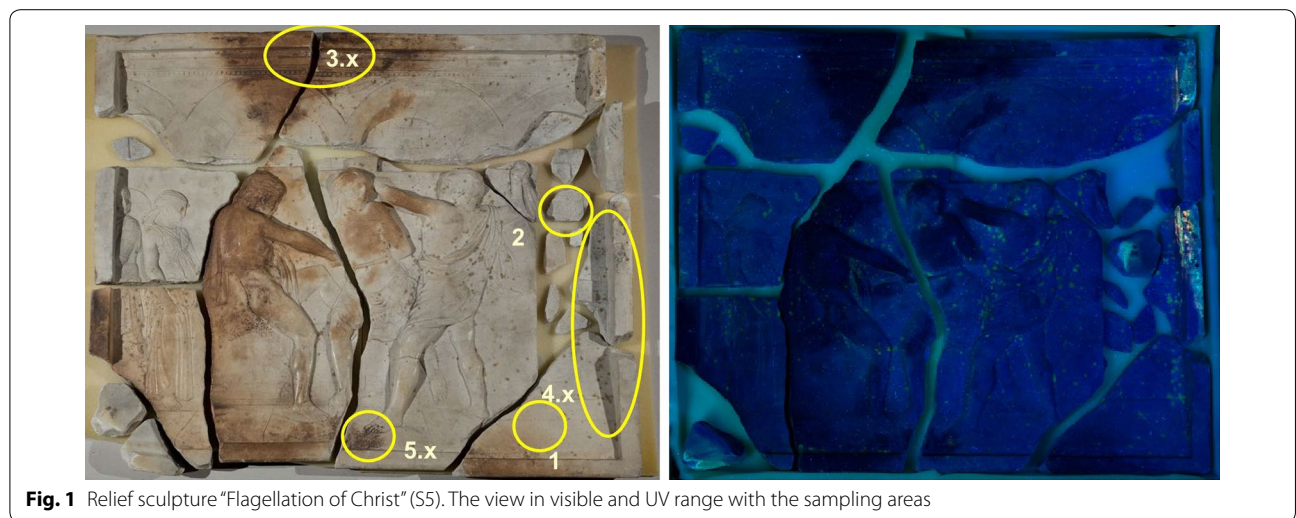 3.x
2
4.x
5.x
1
Fig. 1 Relief sculpture “Flagellation of Christ” (S5). The view in visible and UV range with the sampling areas